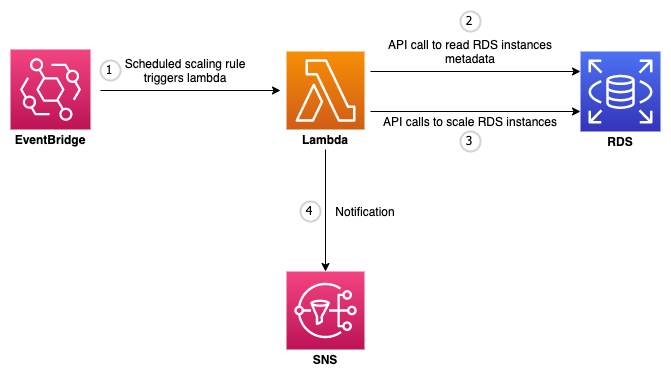 1
Scheduled scaling rule
triggers lambda
EventBridge
Lambda
2
API call to read RDS instances
metadata
API calls to scale RDS instances
3
RDS
4
Notification
SNS